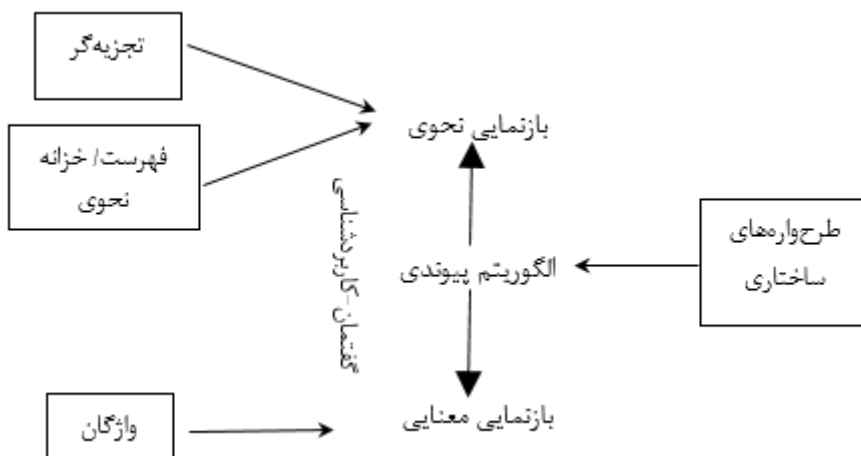 تجزیه‌گر
بازنمایی نحوی
فهرست/ خزانه
نحوی
طرح‌واره‌های
ساختاری
الگوریتم پیوندی
گفتمان-کاربردشناسی
بازنمایی معنایی
واژگان